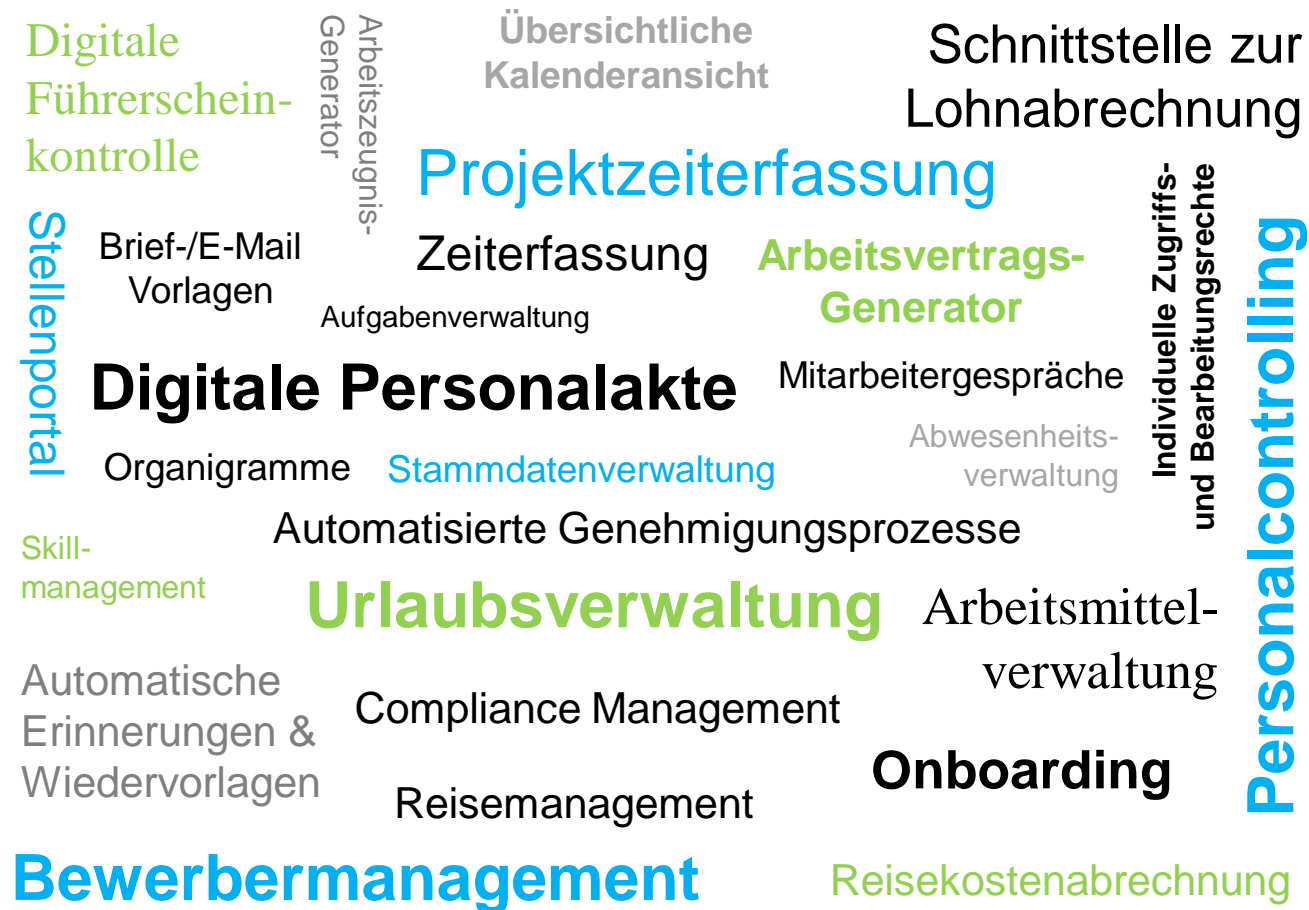 Digitale
Führerschein-
kontrolle
Arbeitszeugnis-
Generator
Übersichtliche
Kalenderansicht
Schnittstelle zur
Lohnabrechnung
Projektzeiterfassung
Stellenportal
Brief-/E-Mail
Vorlagen
Zeiterfassung
Arbeitsvertrags-
Generator
Individuelle Zugriffs-
und Bearbeitungsrechte
Personalcontrolling
Aufgabenverwaltung
Digitale Personalakte
Mitarbeitergespräche
Abwesenheits-
verwaltung
Organigramme
Stammdatenverwaltung
Automatisierte Genehmigungsprozesse
Skill-
management
Urlaubsverwaltung
Arbeitsmittel-
verwaltung
Automatische
Erinnerungen &
Wiedervorlagen
Compliance Management
Onboarding
Reisemanagement
Bewerbermanagement
Reisekostenabrechnung